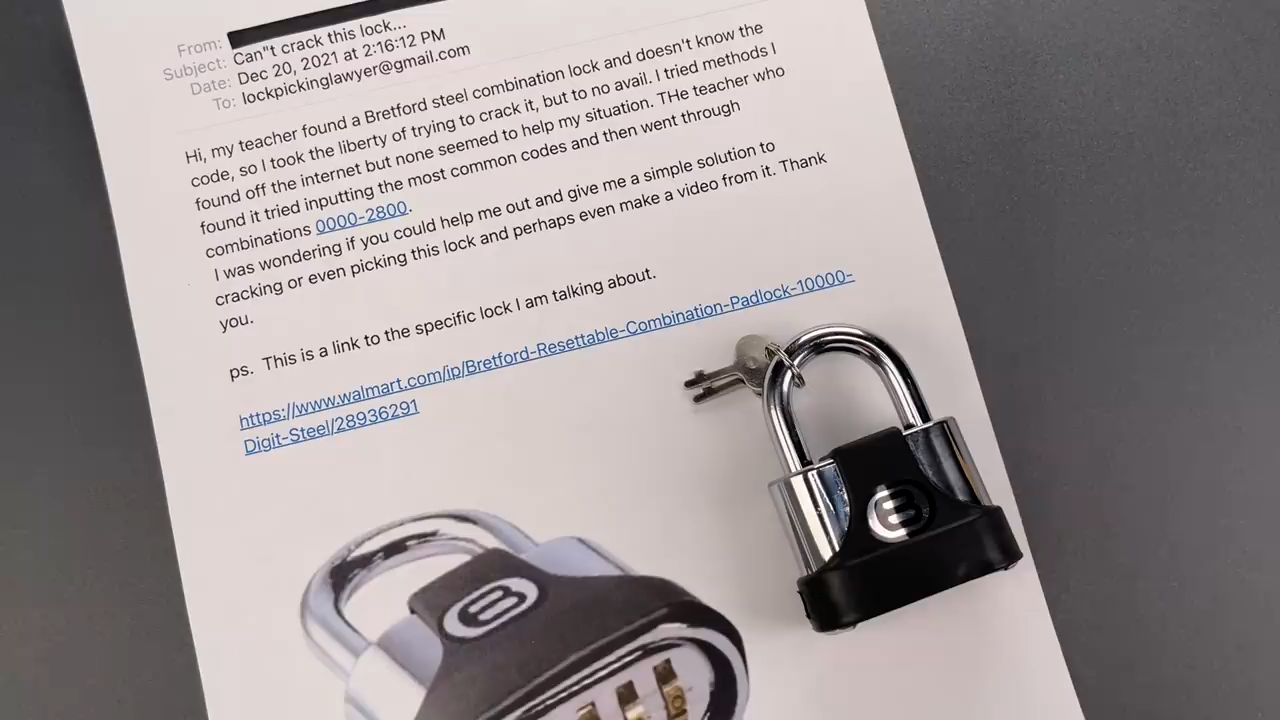 From:
Subject: Can"t crack this lock...
Date: Dec 20, 2021 at 2:16:12 PM
To: lockpickinglawyer@gmail.com
Hi, my teacher found a Bretford steel combination lock and doesn't know the
code, so I took the liberty of trying to crack it, but to no avail. I tried methods I
found off the internet but none seemed to help my situation. THe teacher who
found it tried inputting the most common codes and then went through
combinations 0000-2800.
I was wondering if you could help me out and give me a simple solution to
cracking or even picking this lock and perhaps even make a video from it. Thank
you.
ps. This is a link to the specific lock I am talking about.
https://www.walmart.com/ip/Bretford-Resettable-Combination-Padlock-10000-
Digit-Steel/28936291
B
B